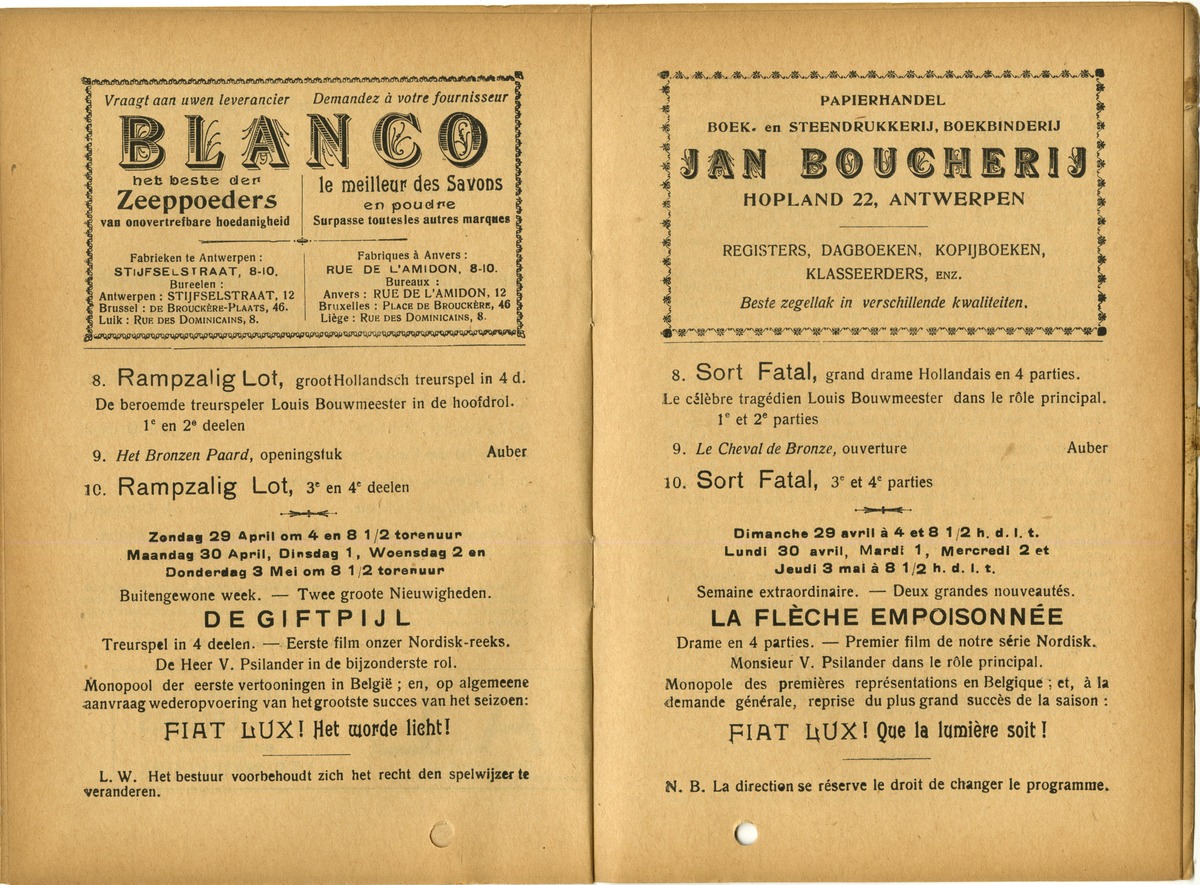 Vraagt aan uwen leverancier
Demandez à votre fournisseur
BLANCO
het beste der
Zeeppoeders
van onovertrefbare hoedanigheid
le meilleur des Savons
en poudre
Surpasse toutes les autres marques
Fabrieken te Antwerpen :
STIJFSELSTRAAT, 8-10.
Bureelen :
Antwerpen : STIJFSELSTRAAT, 12
Brussel : DE BROUCKÈRE-PLAATS, 46.
Luik : RUE DES DOMINICAINS, 8.
Fabriques à Anvers :
RUE DE L'AMIDON, 8-10.
Bureaux :
Anvers : RUE DE L'AMIDON, 12
Bruxelles : PLACE DE BROUCKÈRE, 46
Liège : RUE DES DOMINICAINS, 8.
8. Rampzalig Lot, groot Hollandsch treurspel in 4 d.
De beroemde treurspeler Louis Bouwmeester in de hoofdrol.
1e en 2e deelen
9. Het Bronzen Paard, openingstuk Auber
10. Rampzalig Lot, 3e en 4e deelen
Zondag 29 April om 4 en 8 1/2 torenuur
Maandag 30 April, Dinsdag 1, Woensdag 2 en
Donderdag 3 Mei om 8 1/2 torenuur
Buitengewone week. — Twee groote Nieuwigheden.
DE GIFTPIJL
Treurspel in 4 deelen. — Eerste film onzer Nordisk-reeks.
De Heer V. Psilander in de bijzonderste rol.
Monopool der eerste vertooningen in België ; en, op algemeene
aanvraag wederopvoering van het grootste succes van het seizoen:
FIAT LUX! Het worde licht!
L. W. Het bestuur voorbehoudt zich het recht den spelwijzer te
veranderen.
PAPIERHANDEL
BOEK- en STEENDRUKKERIJ, BOEKBINDERIJ
JAN BOUCHERIJ
HOPLAND 22, ANTWERPEN
REGISTERS, DAGBOEKEN, KOPIJBOEKEN,
KLASSEERDERS, ENZ.
Beste zegellak in verschillende kwaliteiten.
8. Sort Fatal, grand drame Hollandais en 4 parties.
Le célèbre tragédien Louis Bouwmeester dans le rôle principal.
1e et 2e parties
9. Le Cheval de Bronze, ouverture Auber
10. Sort Fatal, 3e et 4e parties
Dimanche 29 avril à 4 et 8 1/2 h. d. l. t.
Lundi 30 avril, Mardi 1, Mercredi 2 et
Jeudi 3 mai à 8 1/2 h. d. l. t.
Semaine extraordinaire. — Deux grandes nouveautés.
LA FLÈCHE EMPOISONNÉE
Drame en 4 parties. — Premier film de notre série Nordisk.
Monsieur V. Psilander dans le rôle principal.
Monopole des premières représentations en Belgique ; et, à la
demande générale, reprise du plus grand succès de la saison :
FIAT LUX! Que la lumière soit !
N. B. La direction se réserve le droit de changer le programme.